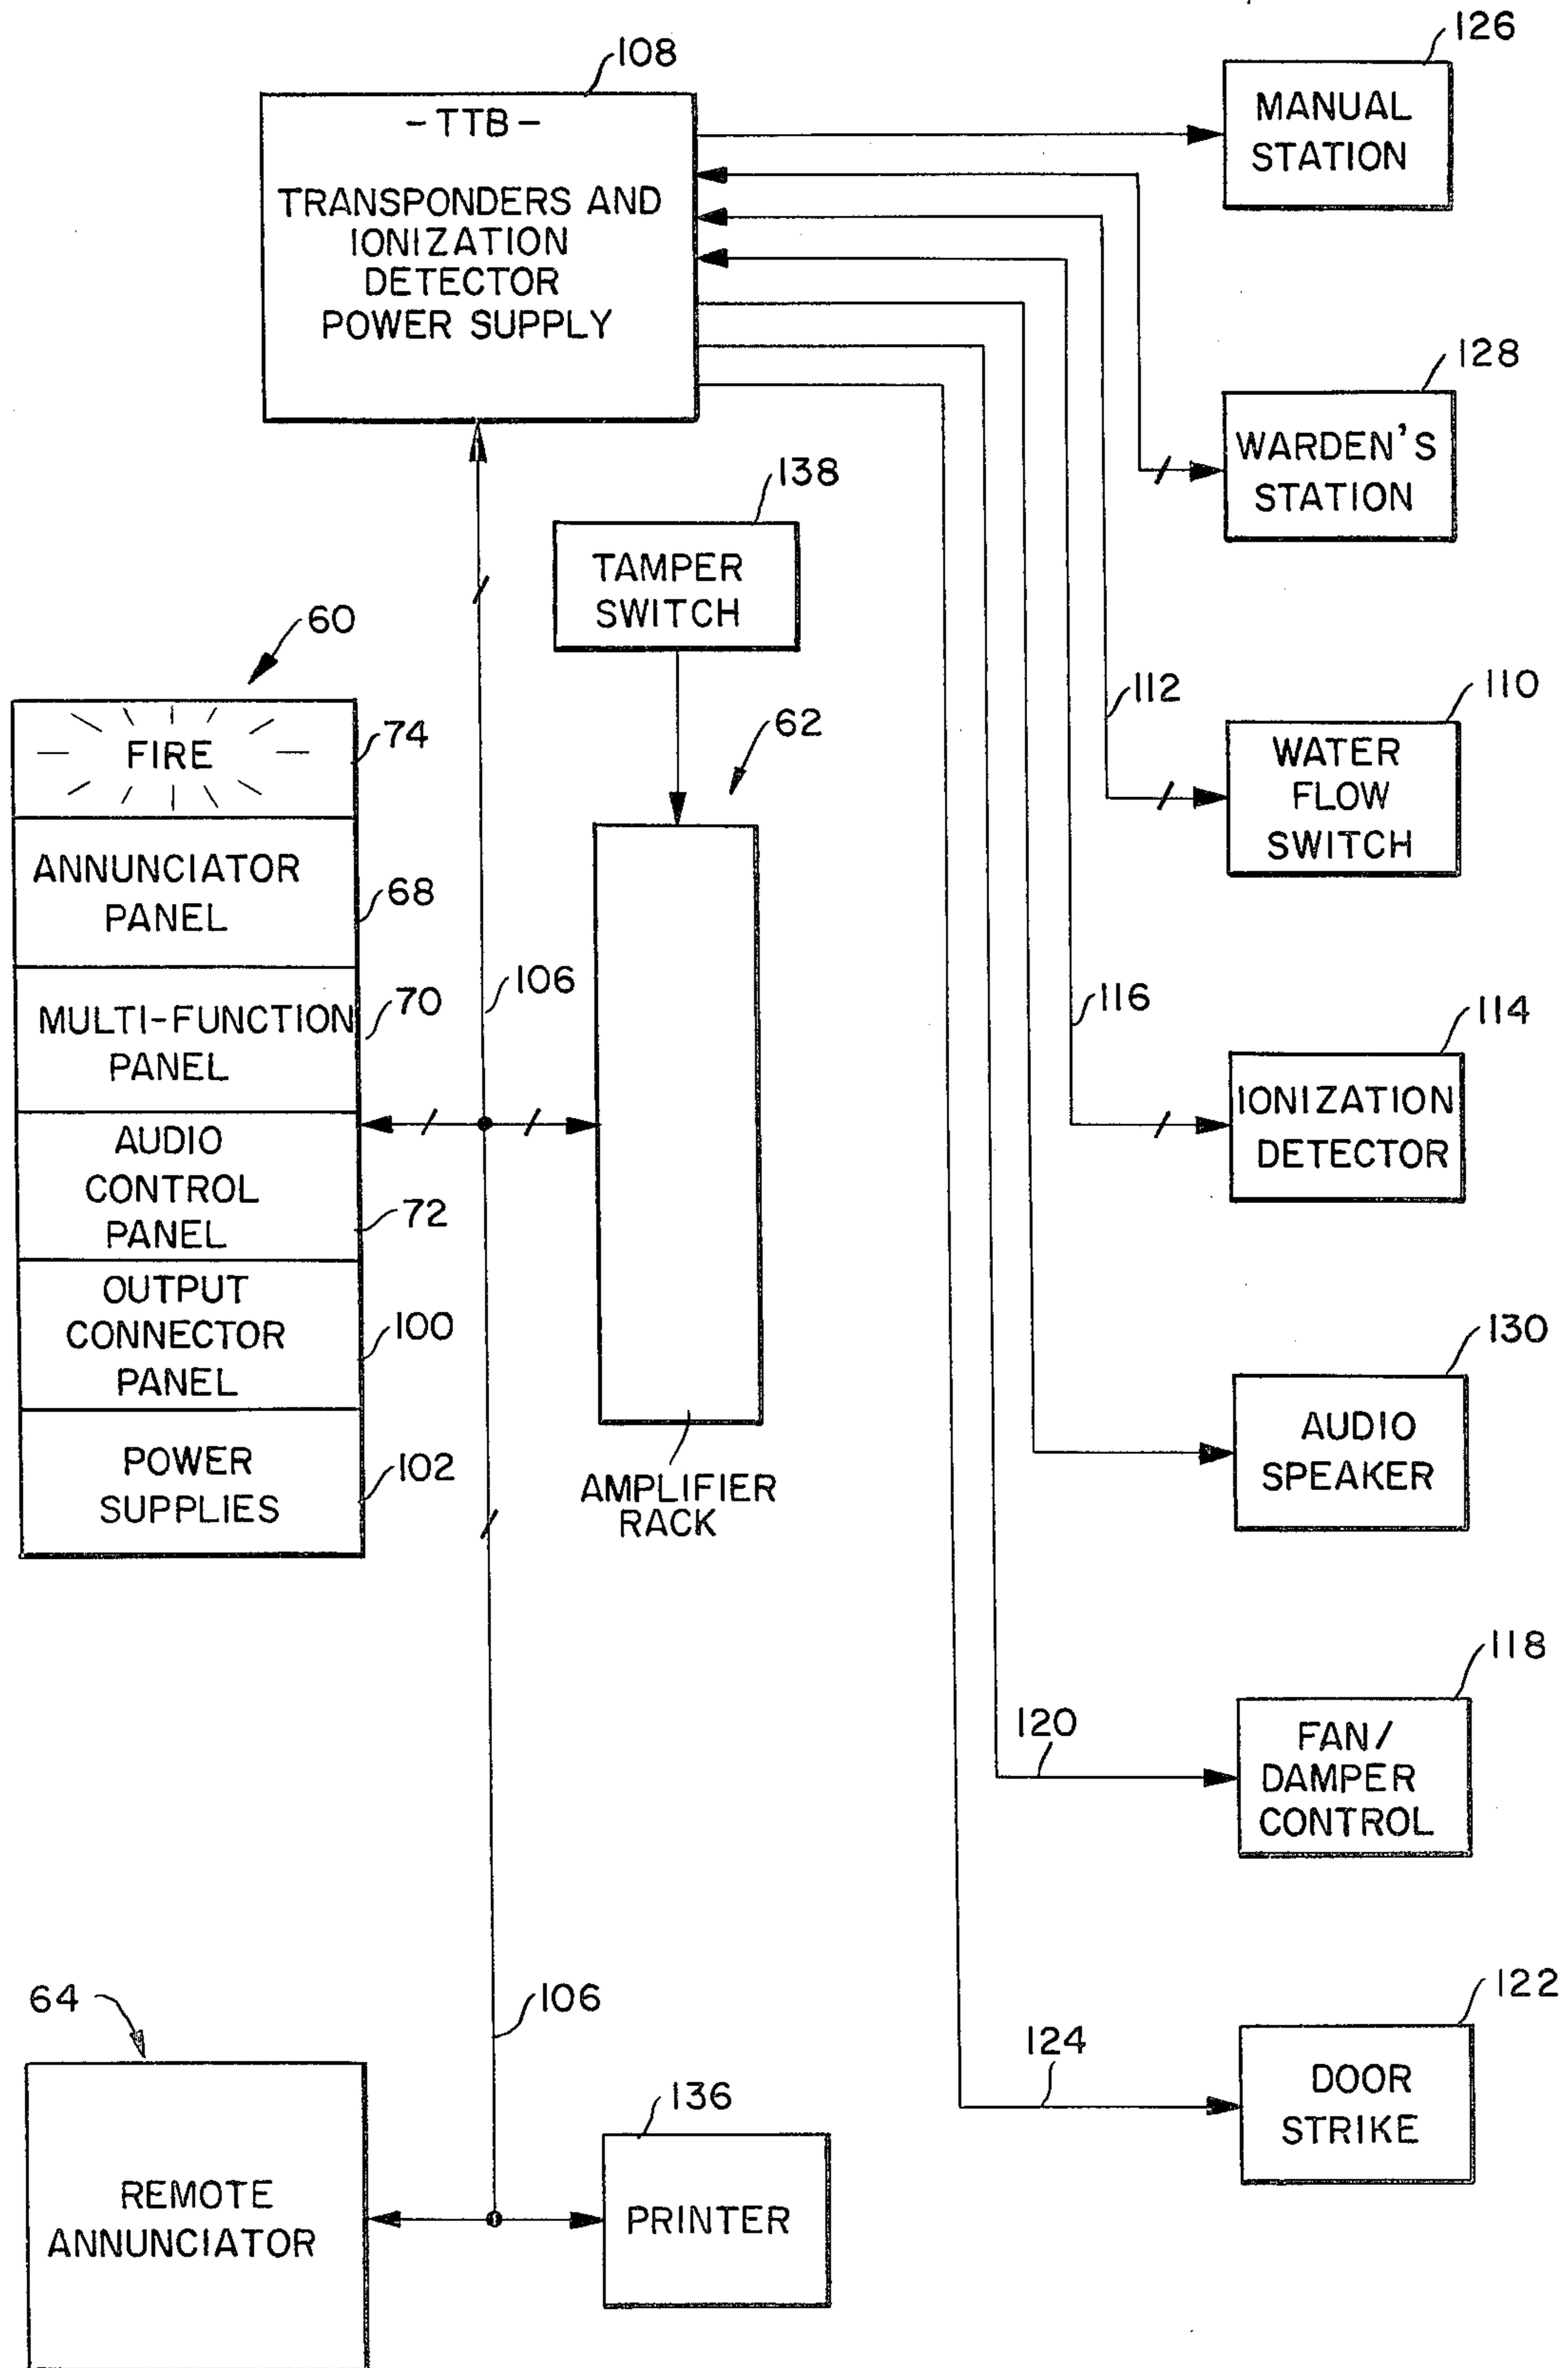 126
108
MANUAL
STATION
-TTB-
TRANSPONDERS AND
IONIZATION
DETECTOR
POWER SUPPLY
128
WARDEN'S
STATION
138
TAMPER
SWITCH
60
112
110
62
74
FIRE
WATER
FLOW
SWITCH
ANNUNCIATOR
PANEL
68
106
116
114
MULTI-FUNCTION
PANEL
70
IONIZATION
DETECTOR
AUDIO
CONTROL
PANEL
72
OUTPUT
CONNECTOR
PANEL
100
130
AUDIO
SPEAKER
POWER
SUPPLIES
102
AMPLIFIER
RACK
118
120
FAN/
DAMPER
CONTROL
64
106
122
124
DOOR
STRIKE
136
REMOTE
ANNUNCIATOR
PRINTER